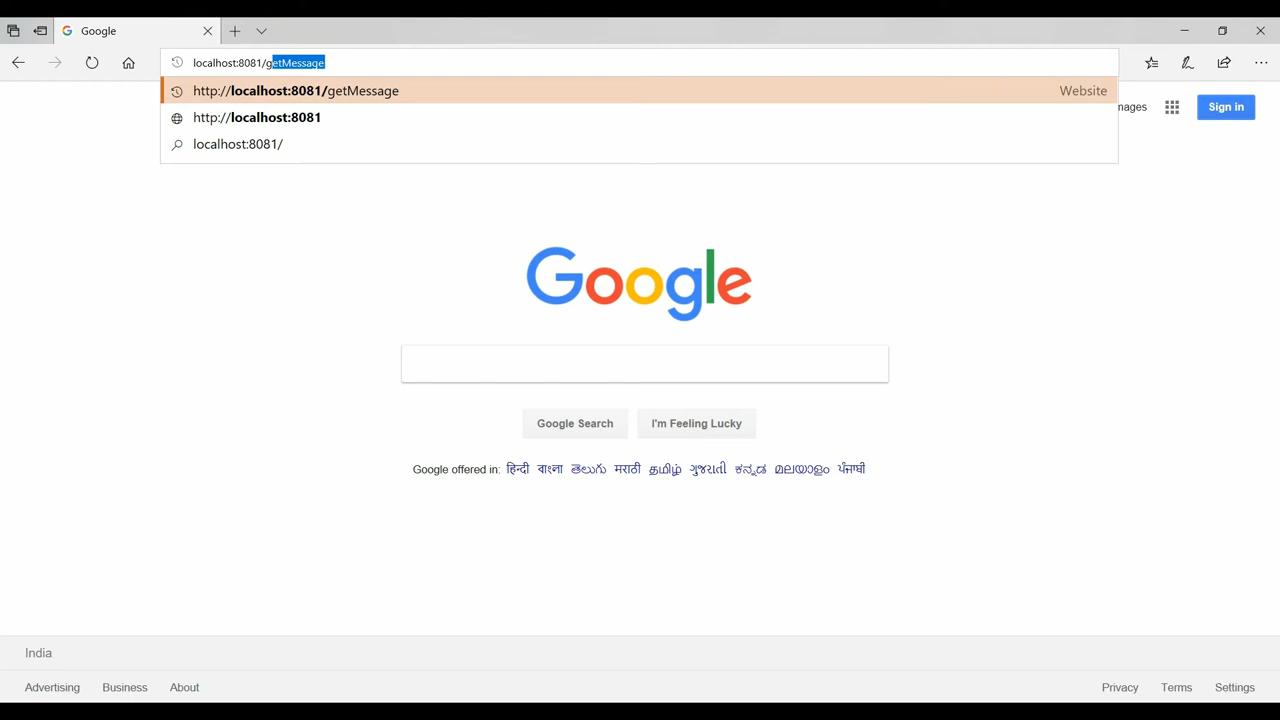 Google
localhost:8081/getMessage
http://localhost:8081/getMessage Website
http://localhost:8081
localhost:8081/
mages
Sign in
Google
Google Search
I'm Feeling Lucky
Google offered in: हिन्दी বাংলা తెలుగు मराठी தமிழ் ગુજરાતી ಕನ್ನಡ മലയാളം ਪੰਜਾਬੀ
India
Advertising Business About Privacy Terms Settings